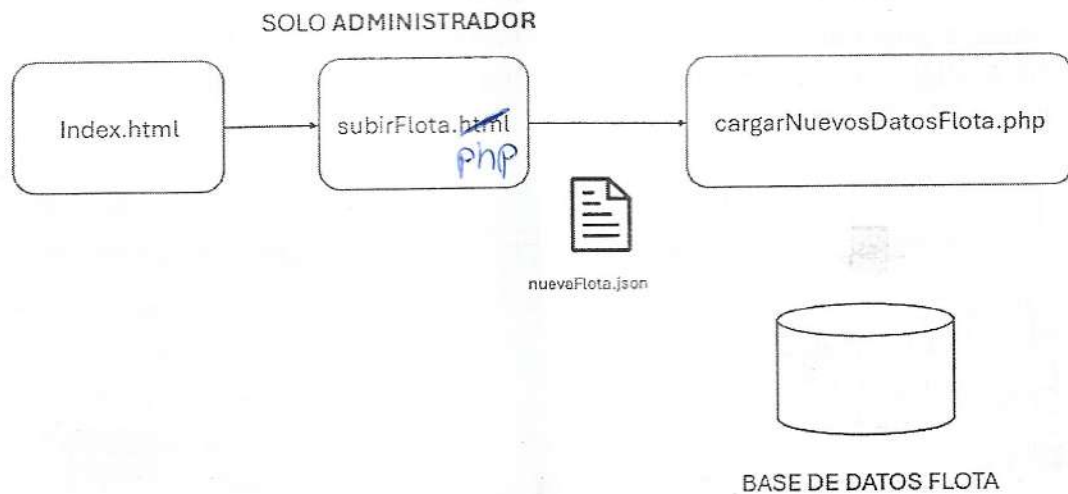 SOLO ADMINISTRADOR
Index.html
subirFlota.html
php
cargarNuevosDatosFlota.php
nuevaFlota.json
BASE DE DATOS FLOTA